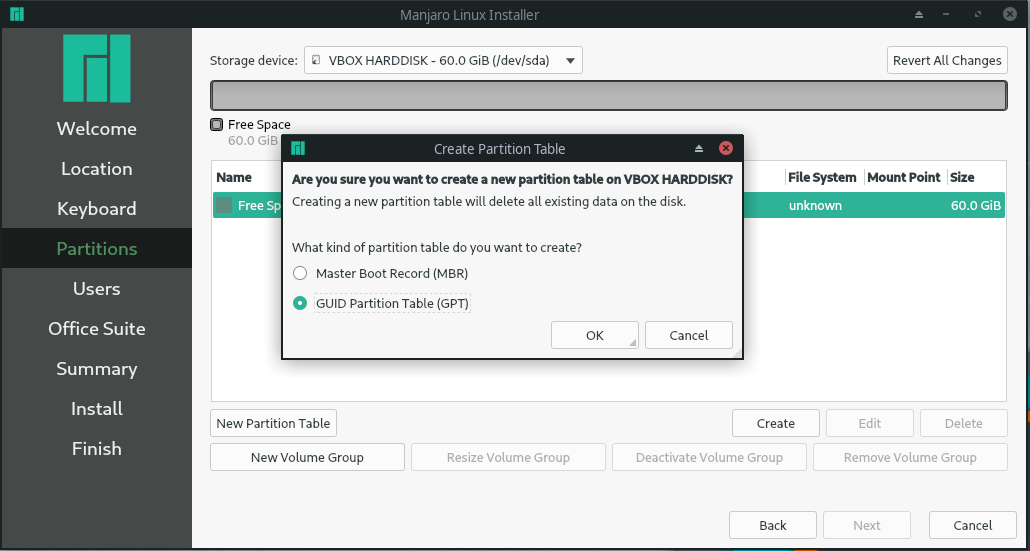 Manjaro Linux Installer
Welcome
Location
Keyboard
Partitions
Users
Office Suite
Summary
Install
Finish
Storage device: VBOX HARDDISK - 60.0 GiB (/dev/sda) Revert All Changes
Free Space
60.0 GiB
Name File System Mount Point Size
Free Sp unknown 60.0 GiB
Create Partition Table
Are you sure you want to create a new partition table on VBOX HARDDISK?
Creating a new partition table will delete all existing data on the disk.
What kind of partition table do you want to create?
Master Boot Record (MBR)
GUID Partition Table (GPT)
OK Cancel
New Partition Table Create Edit Delete
New Volume Group Resize Volume Group Deactivate Volume Group Remove Volume Group
Back Next Cancel